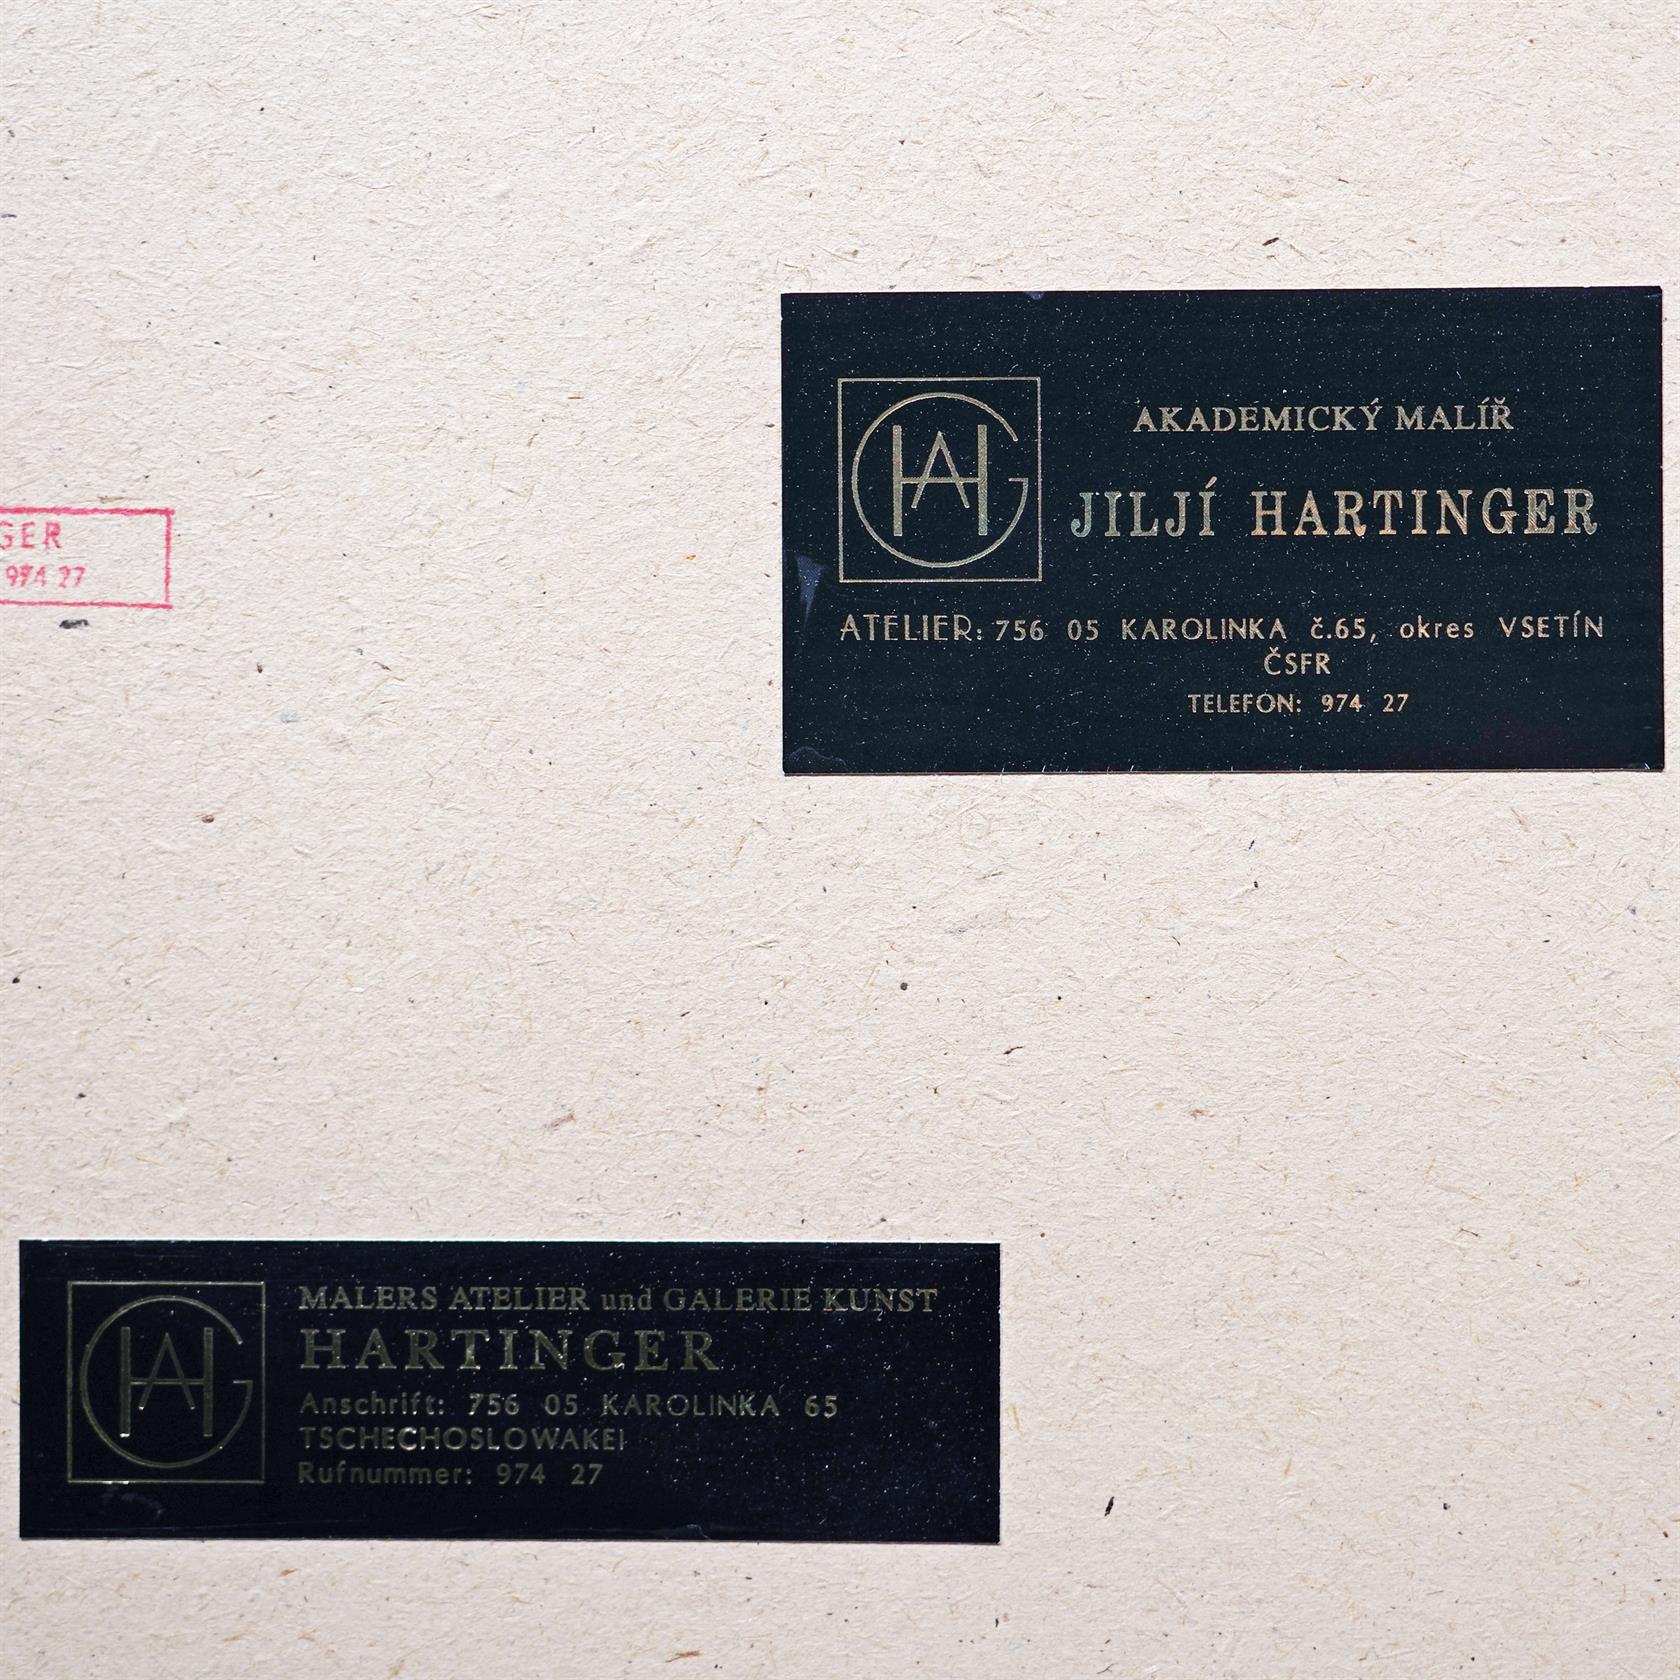 AKADEMICKÝ MALÍŘ
JILJÍ HARTINGER
ATELIER: 756 05 KAROLINKA č.65, okres VSETÍN
ČSFR
TELEFON: 974 27
GER
974 27
MALERS ATELIER und GALERIE KUNST
HARTINGER
Anschrift: 756 05 KAROLINKA 65
TSCHECHOSLOWAKEI
Rufnummer: 974 27